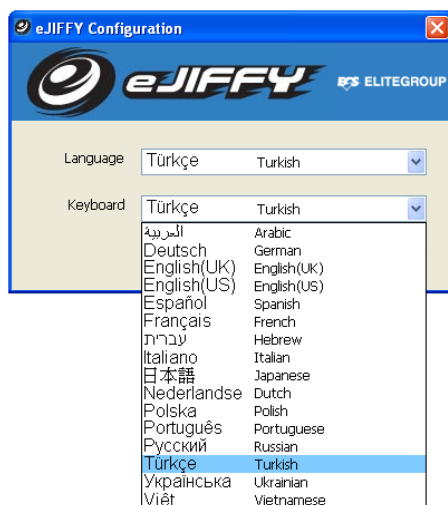 eJIFFY Configuration
eJIFFY ECS ELITEGROUP
Language Türkçe Turkish
Keyboard Türkçe Turkish
العربية Arabic
Deutsch German
English(UK) English(UK)
English(US) English(US)
Español Spanish
Français French
עברית Hebrew
Italiano Italian
日本語 Japanese
Nederlandse Dutch
Polska Polish
Português Portuguese
Русский Russian
Türkçe Turkish
Українська Ukrainian
Việt Vietnamese